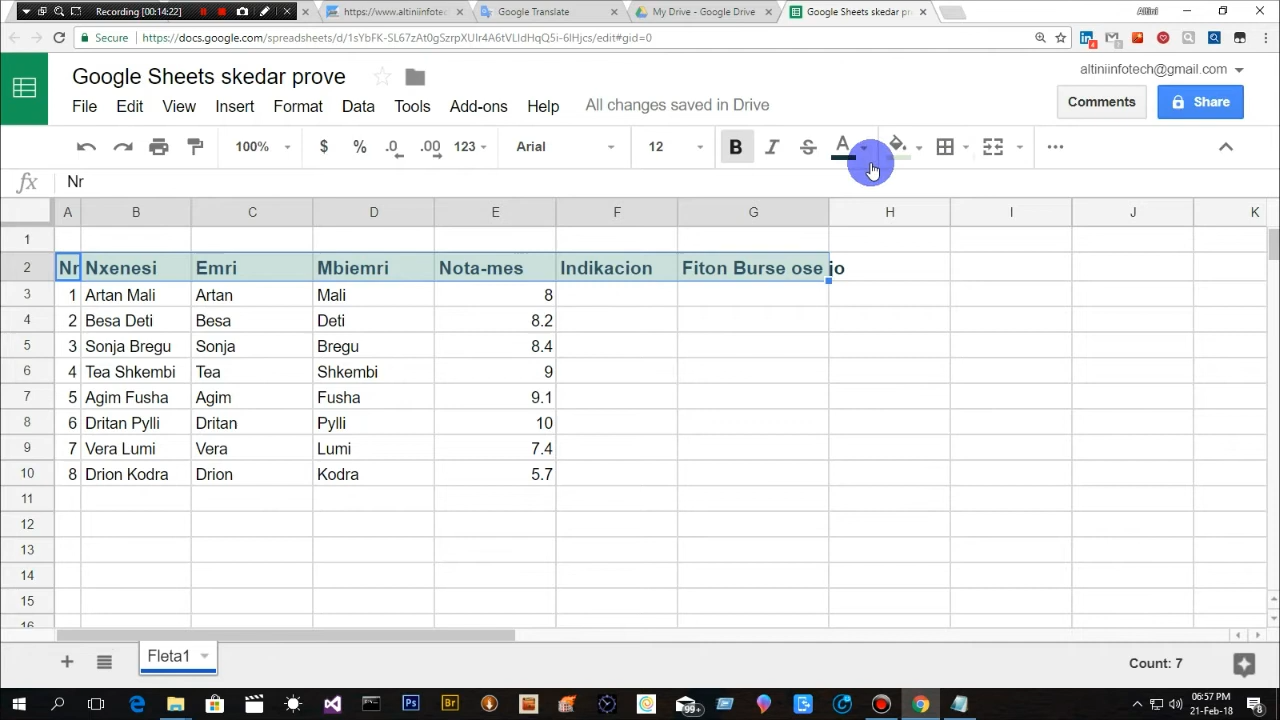 Recording [00:14:22]
https://www.altiniinfotec
Google Translate
My Drive - Google Drive
Google Sheets skedar pr
Altini
Secure
https://docs.google.com/spreadsheets/d/1sYbFK-SL67zAt0gSzrpXUIr4A6tVLIdHqQ5i-6lHjcs/edit#gid=0
Google Sheets skedar prove
altiniinfotech@gmail.com
File Edit View Insert Format Data Tools Add-ons Help All changes saved in Drive
Comments
Share
100% $ % .0 .00 123 Arial 12 B I S A
fx Nr
A B C D E F G H I J K
1
2 Nr Nxenesi Emri Mbiemri Nota-mes Indikacion Fiton Burse ose jo
3 1 Artan Mali Artan Mali 8
4 2 Besa Deti Besa Deti 8.2
5 3 Sonja Bregu Sonja Bregu 8.4
6 4 Tea Shkembi Tea Shkembi 9
7 5 Agim Fusha Agim Fusha 9.1
8 6 Dritan Pylli Dritan Pylli 10
9 7 Vera Lumi Vera Lumi 7.4
10 8 Drion Kodra Drion Kodra 5.7
11
12
13
14
15
16
Fleta1
Count: 7
Ps Br 99+
06:57 PM
21-Feb-18
8